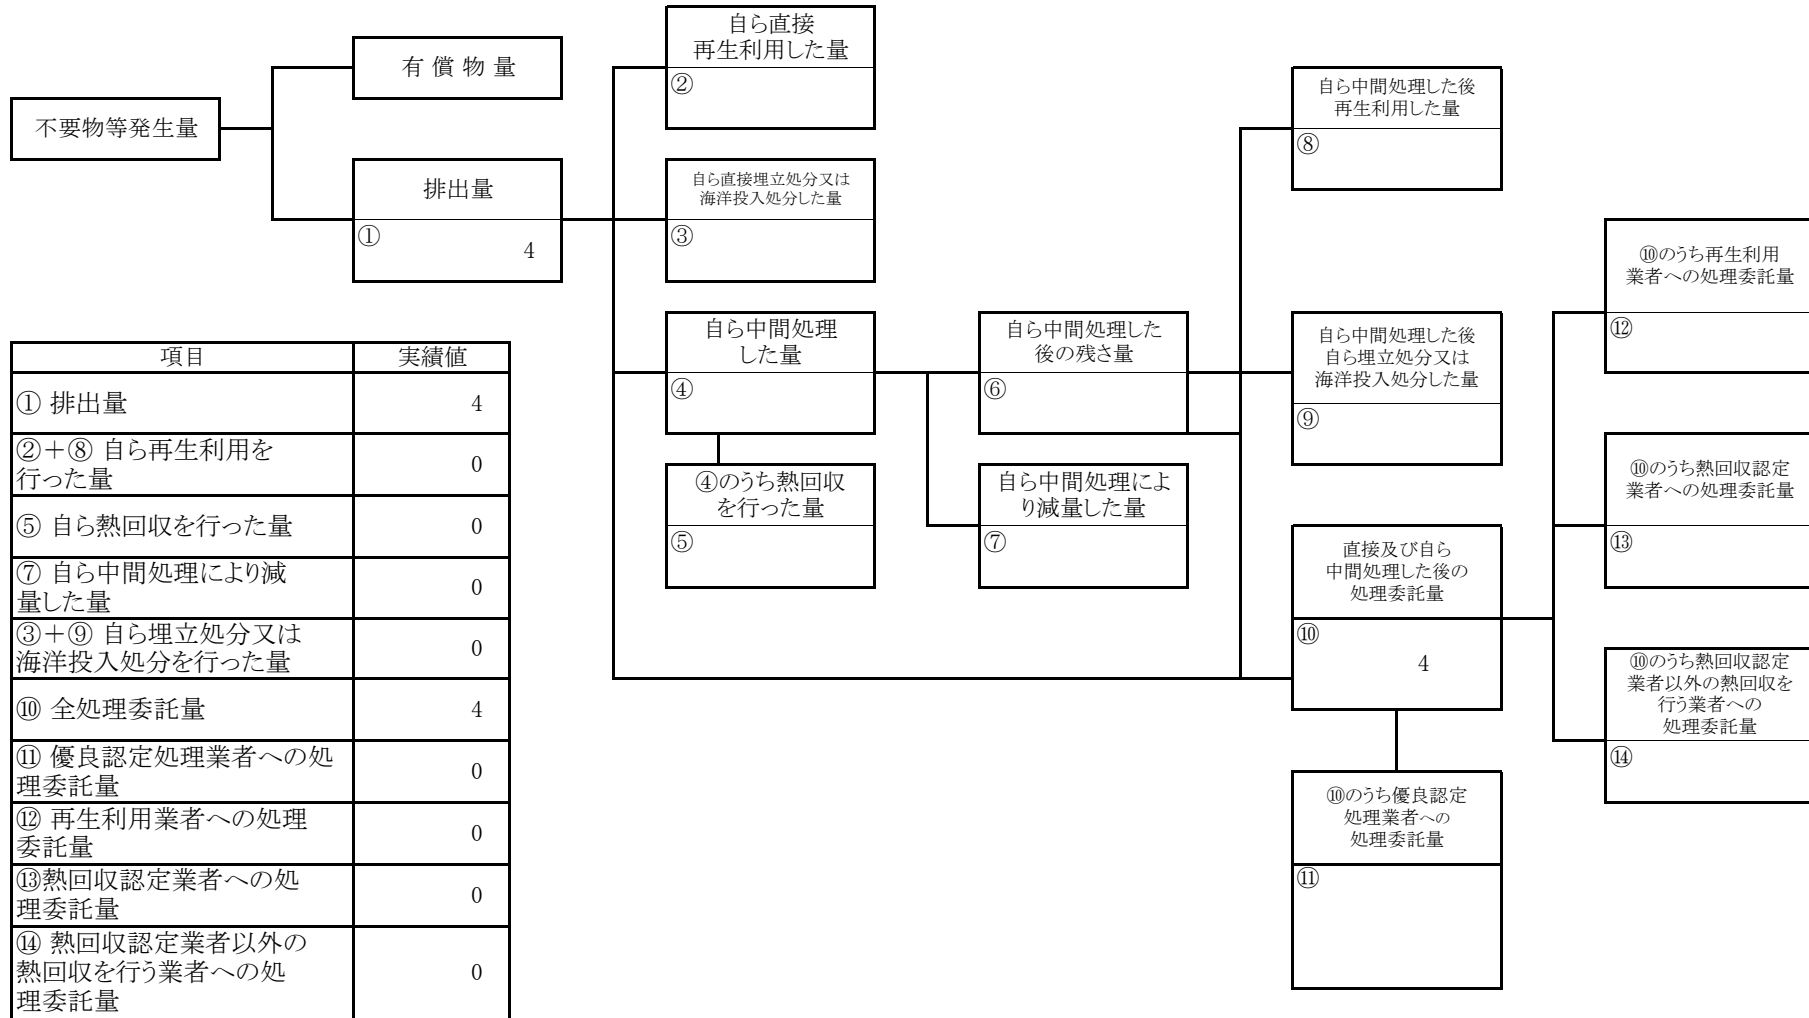 不要物等発生量
有 償 物 量
排出量
①
4
自ら直接
再生利用した量
②
自ら直接埋立処分又は
海洋投入処分した量
③
自ら中間処理
した量
④
④のうち熱回収
を行った量
⑤
自ら中間処理した
後の残さ量
⑥
自ら中間処理によ
り減量した量
⑦
自ら中間処理した後
再生利用した量
⑧
自ら中間処理した後
自ら埋立処分又は
海洋投入処分した量
⑨
直接及び自ら
中間処理した後の
処理委託量
⑩
4
⑩のうち優良認定
処理業者への
処理委託量
⑪
⑩のうち再生利用
業者への処理委託量
⑫
⑩のうち熱回収認定
業者への処理委託量
⑬
⑩のうち熱回収認定
業者以外の熱回収を
行う業者への
処理委託量
⑭
項目 実績値
① 排出量 4
②＋⑧ 自ら再生利用を
行った量 0
⑤ 自ら熱回収を行った量 0
⑦ 自ら中間処理により減
量した量 0
③＋⑨ 自ら埋立処分又は
海洋投入処分を行った量 0
⑩ 全処理委託量 4
⑪ 優良認定処理業者への処
理委託量 0
⑫ 再生利用業者への処理
委託量 0
⑬熱回収認定業者への処
理委託量 0
⑭ 熱回収認定業者以外の
熱回収を行う業者への処
理委託量 0